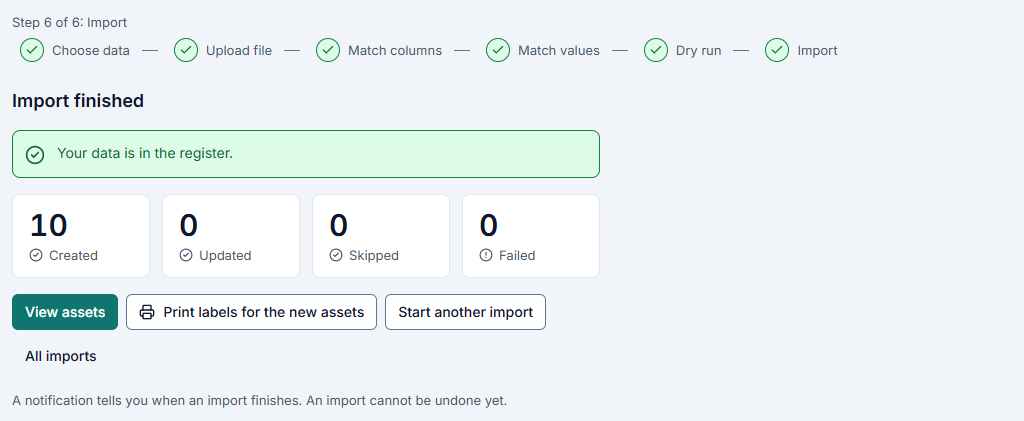 Step 6 of 6: Import
Choose data — Upload file — Match columns — Match values — Dry run — Import
Import finished
Your data is in the register.
10 0 0 0
Created Updated Skipped Failed
View assets Print labels for the new assets Start another import
All imports
A notification tells you when an import finishes. An import cannot be undone yet.